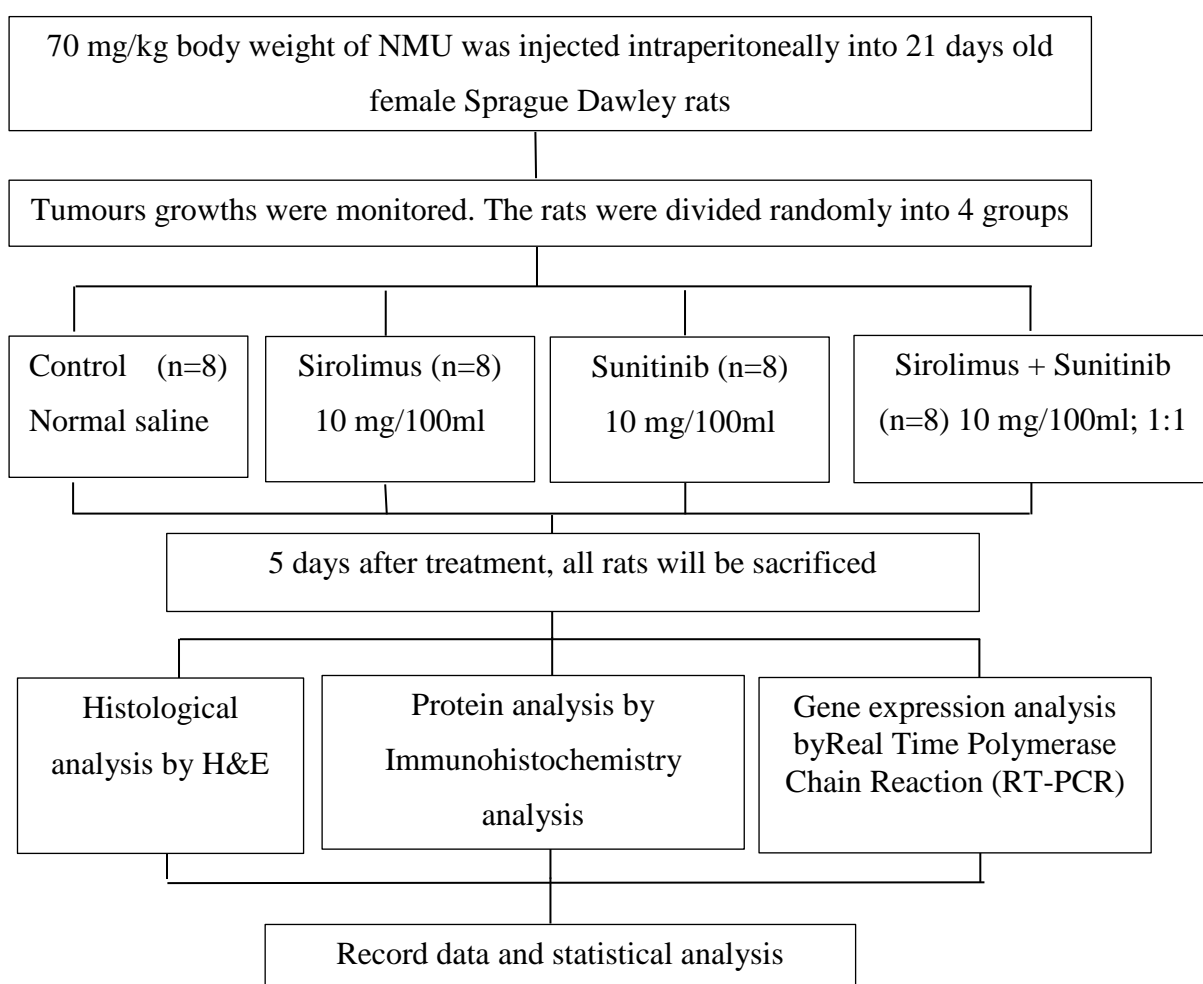 70 mg/kg body weight of NMU was injected intraperitoneally into 21 days old
female Sprague Dawley rats
Tumours growths were monitored. The rats were divided randomly into 4 groups
Control (n=8)
Normal saline
Sirolimus (n=8)
10 mg/100ml
Sunitinib (n=8)
10 mg/100ml
Sirolimus + Sunitinib
(n=8) 10 mg/100ml; 1:1
5 days after treatment, all rats will be sacrificed
Histological
analysis by H&E
Protein analysis by
Immunohistochemistry
analysis
Gene expression analysis
byReal Time Polymerase
Chain Reaction (RT-PCR)
Record data and statistical analysis